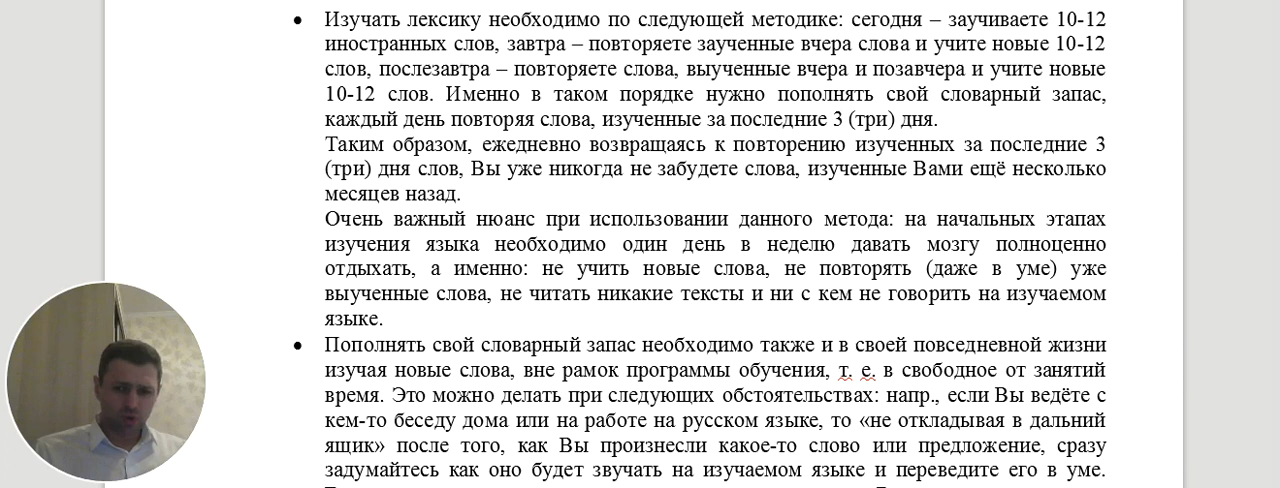 • Изучать лексику необходимо по следующей методике: сегодня – заучиваете 10-12
иностранных слов, завтра – повторяете заученные вчера слова и учите новые 10-12
слов, послезавтра – повторяете слова, выученные вчера и позавчера и учите новые
10-12 слов. Именно в таком порядке нужно пополнять свой словарный запас,
каждый день повторяя слова, изученные за последние 3 (три) дня.
Таким образом, ежедневно возвращаясь к повторению изученных за последние 3
(три) дня слов, Вы уже никогда не забудете слова, изученные Вами ещё несколько
месяцев назад.
Очень важный нюанс при использовании данного метода: на начальных этапах
изучения языка необходимо один день в неделю давать мозгу полноценно
отдыхать, а именно: не учить новые слова, не повторять (даже в уме) уже
выученные слова, не читать никакие тексты и ни с кем не говорить на изучаемом
языке.
• Пополнять свой словарный запас необходимо также и в своей повседневной жизни
изучая новые слова, вне рамок программы обучения, т. е. в свободное от занятий
время. Это можно делать при следующих обстоятельствах: напр., если Вы ведёте с
кем-то беседу дома или на работе на русском языке, то «не откладывая в дальний
ящик» после того, как Вы произнесли какое-то слово или предложение, сразу
задумайтесь как оно будет звучать на изучаемом языке и переведите его в уме.